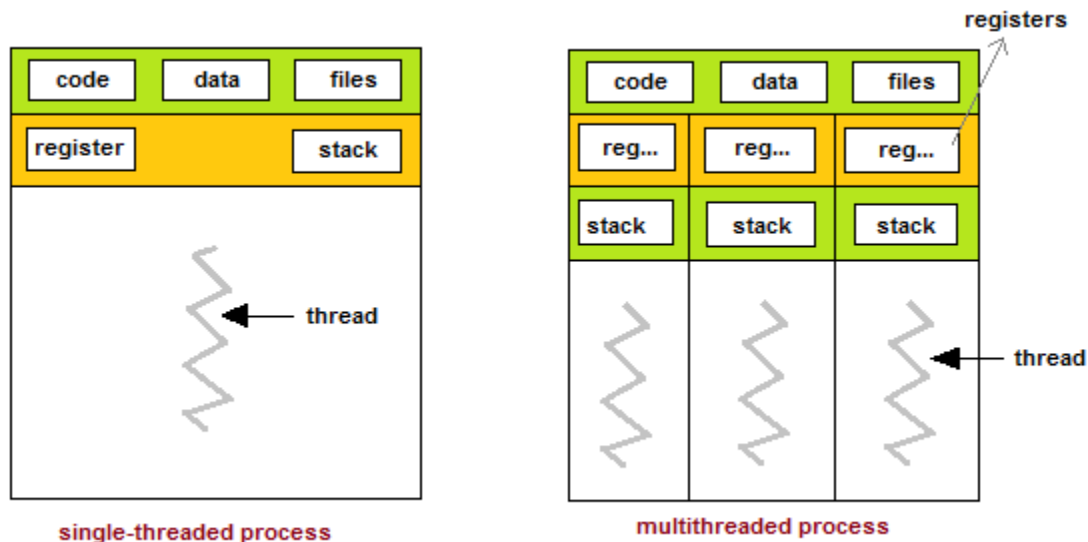 registers
code data files
register stack
thread
single-threaded process
code data files
reg... reg... reg...
stack stack stack
thread
multithreaded process